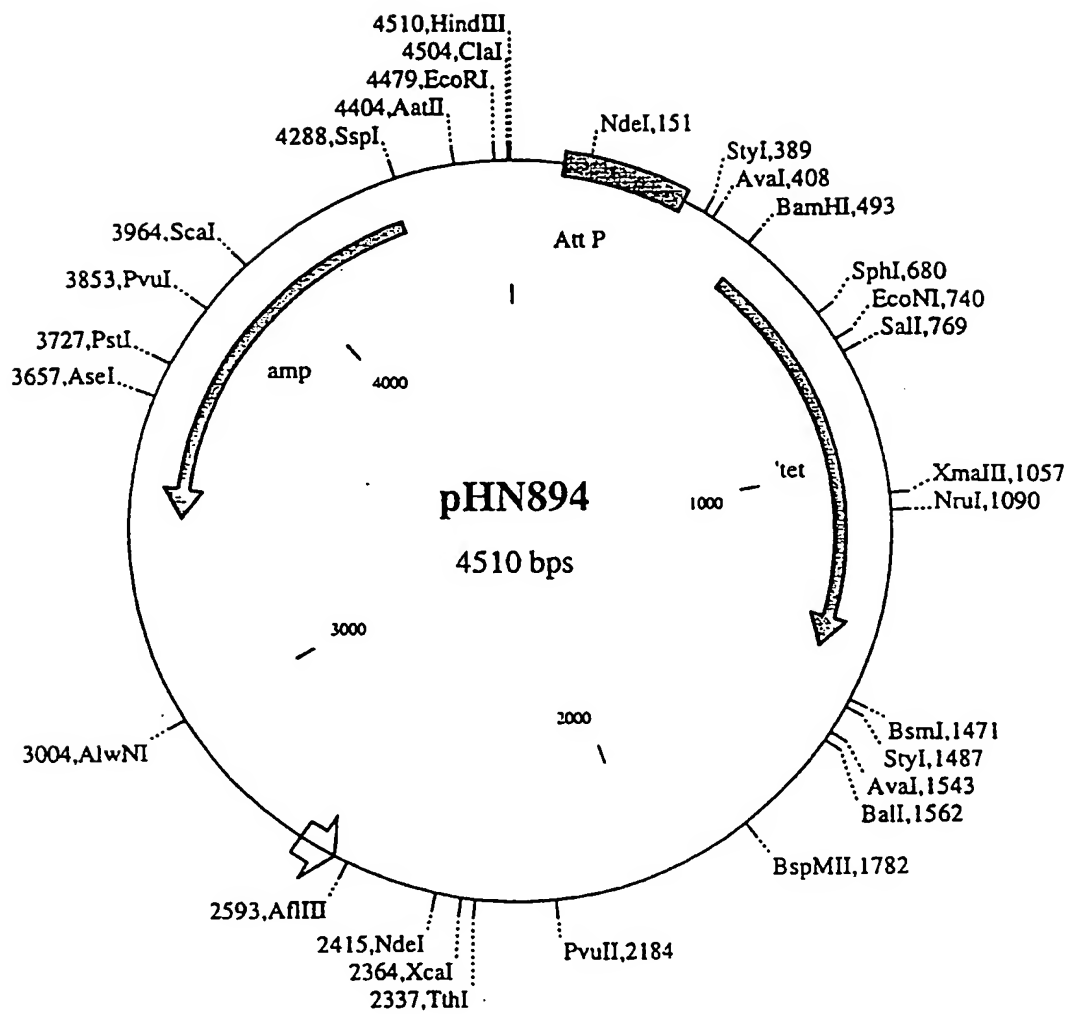 4510,HindIII
4504,ClaI
4479,EcoRI
4404,AatII
4288,SspI
NdeI,151
StyI,389
AvaI,408
BamHI,493
3964,ScaI
3853,PvuI
3727,PstI
3657,AseI
Att P
SphI,680
EcoNI,740
SalI,769
amp
4000
'tet
1000
XmaIII,1057
NruI,1090
pHN894
4510 bps
3000
2000
3004,AlwNI
BsmI,1471
StyI,1487
AvaI,1543
BalI,1562
BspMII,1782
2593,AflIII
2415,NdeI
2364,XcaI
2337,TthI
PvuII,2184